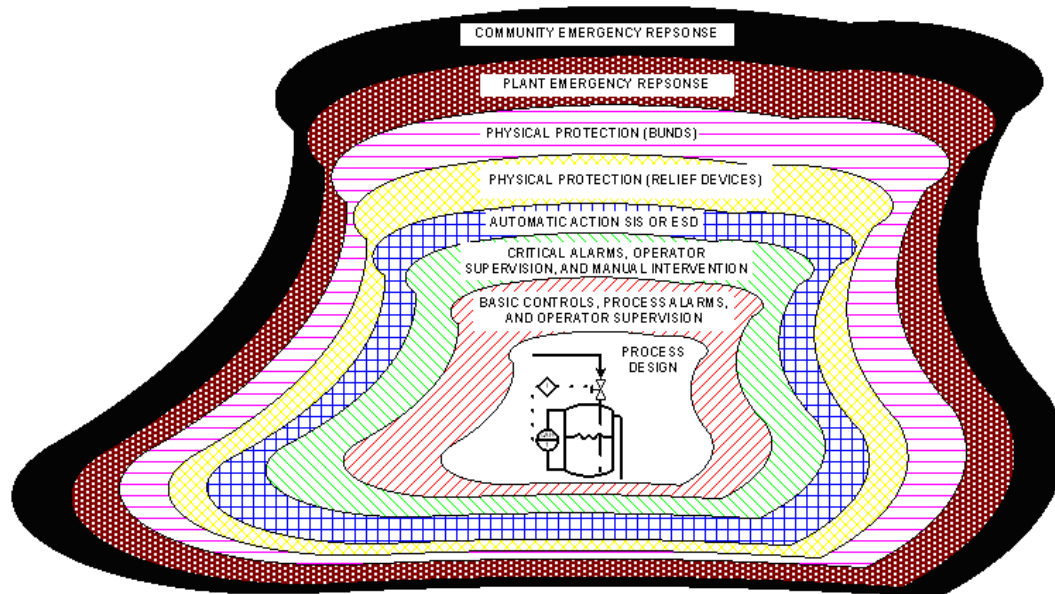 COMMUNITY EMERGENCY REPSONSE
PLANT EMERGENCY REPSONSE
PHYSICAL PROTECTION (BUNDS)
PHYSICAL PROTECTION (RELIEF DEVICES)
AUTOMATIC ACTION SIS OR ESD
CRITICAL ALARMS, OPERATOR
SUPERVISION, AND MANUAL INTERVENTION
BASIC CONTROLS, PROCESS ALARMS,
AND OPERATOR SUPERVISION
PROCESS
DESIGN